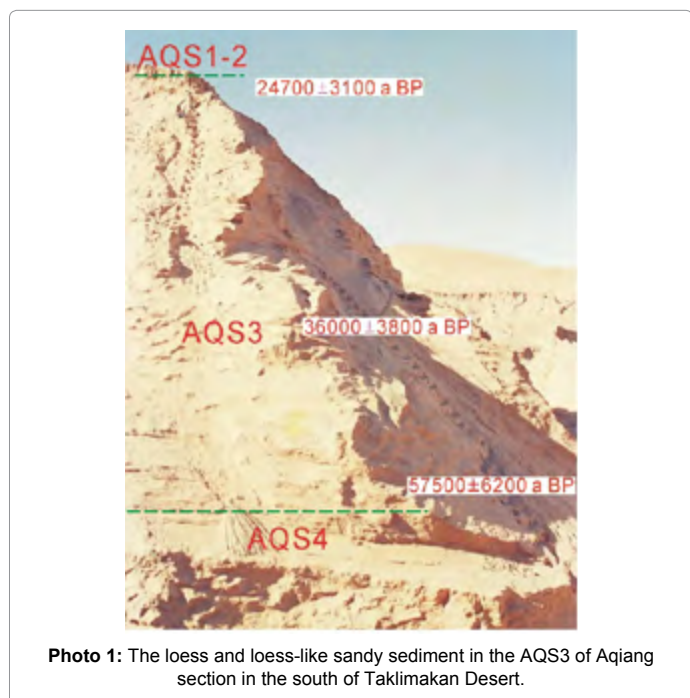 AQS1-2
24700±3100 a BP
AQS3
36000±3800 a BP
57500±6200 a BP
AQS4
Photo 1: The loess and loess-like sandy sediment in the AQS3 of Aqiang
section in the south of Taklimakan Desert.